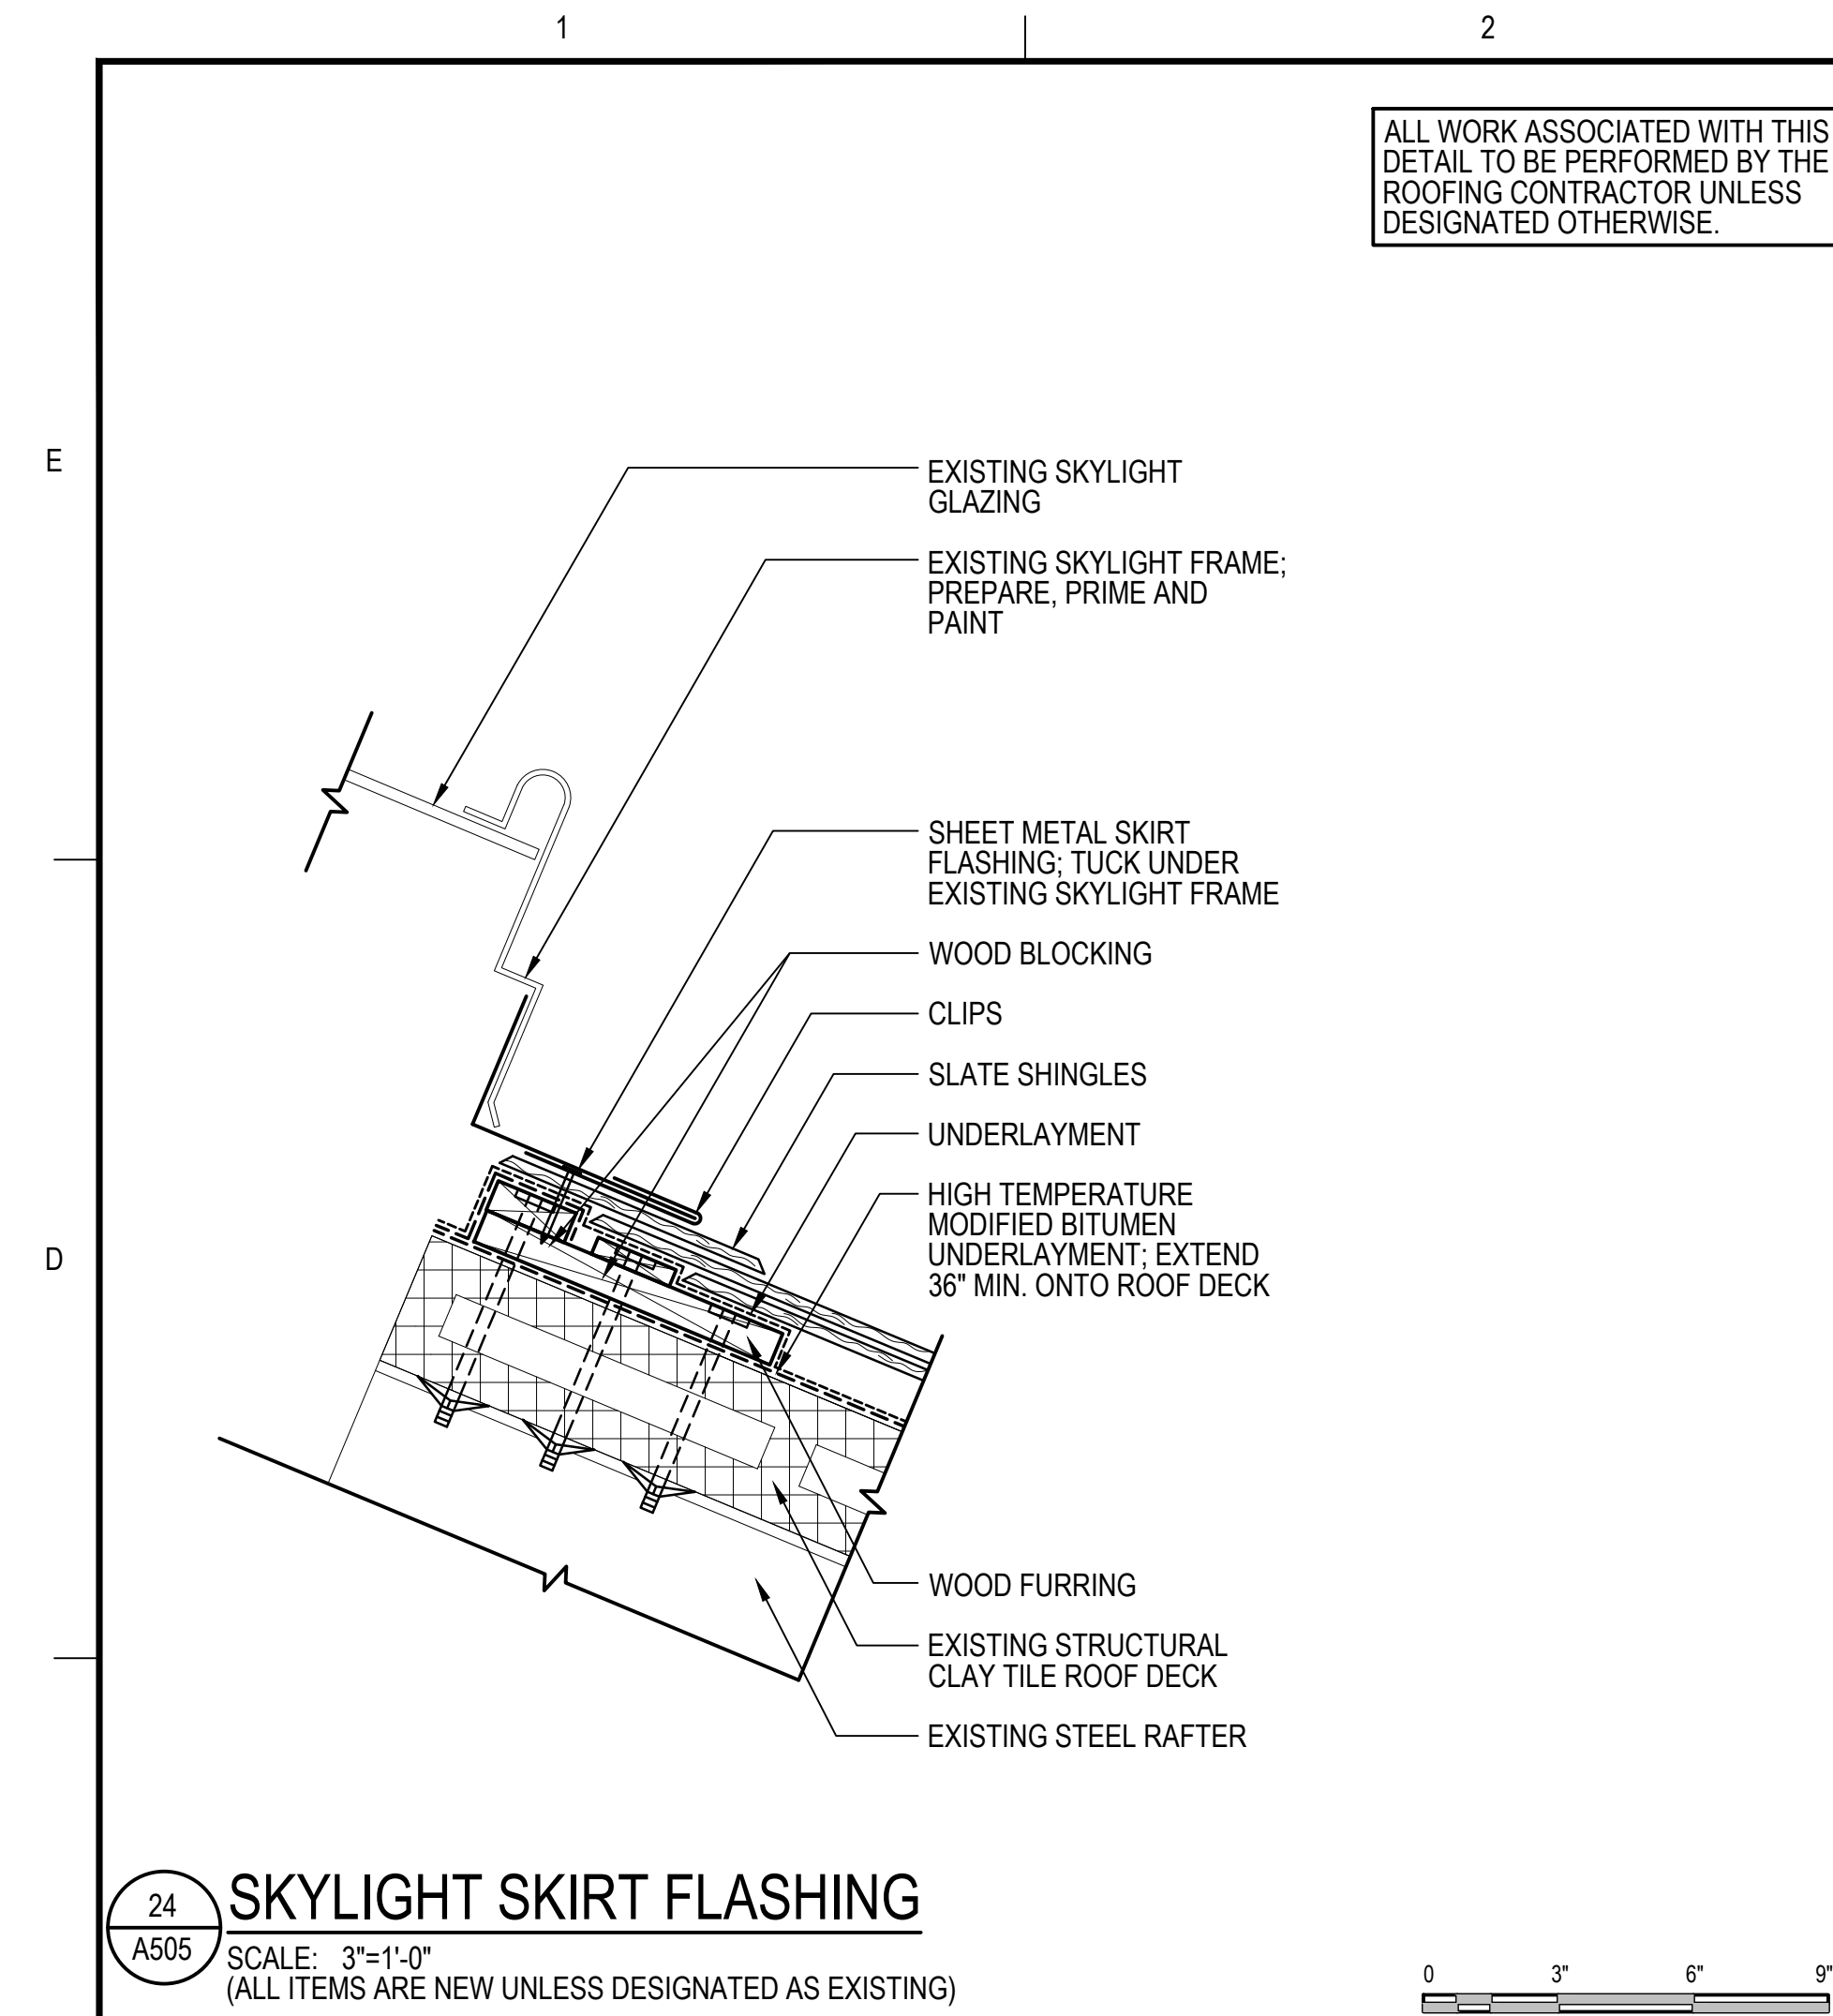 1
2
ALL WORK ASSOCIATED WITH THIS
DETAIL TO BE PERFORMED BY THE
ROOFING CONTRACTOR UNLESS
DESIGNATED OTHERWISE.
E
EXISTING SKYLIGHT
GLAZING
EXISTING SKYLIGHT FRAME;
PREPARE, PRIME AND
PAINT
SHEET METAL SKIRT
FLASHING; TUCK UNDER
EXISTING SKYLIGHT FRAME
WOOD BLOCKING
CLIPS
SLATE SHINGLES
UNDERLAYMENT
HIGH TEMPERATURE
MODIFIED BITUMEN
UNDERLAYMENT; EXTEND
36" MIN. ONTO ROOF DECK
D
WOOD FURRING
EXISTING STRUCTURAL
CLAY TILE ROOF DECK
EXISTING STEEL RAFTER
24
A505
SKYLIGHT SKIRT FLASHING
SCALE: 3"=1'-0"
(ALL ITEMS ARE NEW UNLESS DESIGNATED AS EXISTING)
0 3" 6" 9"